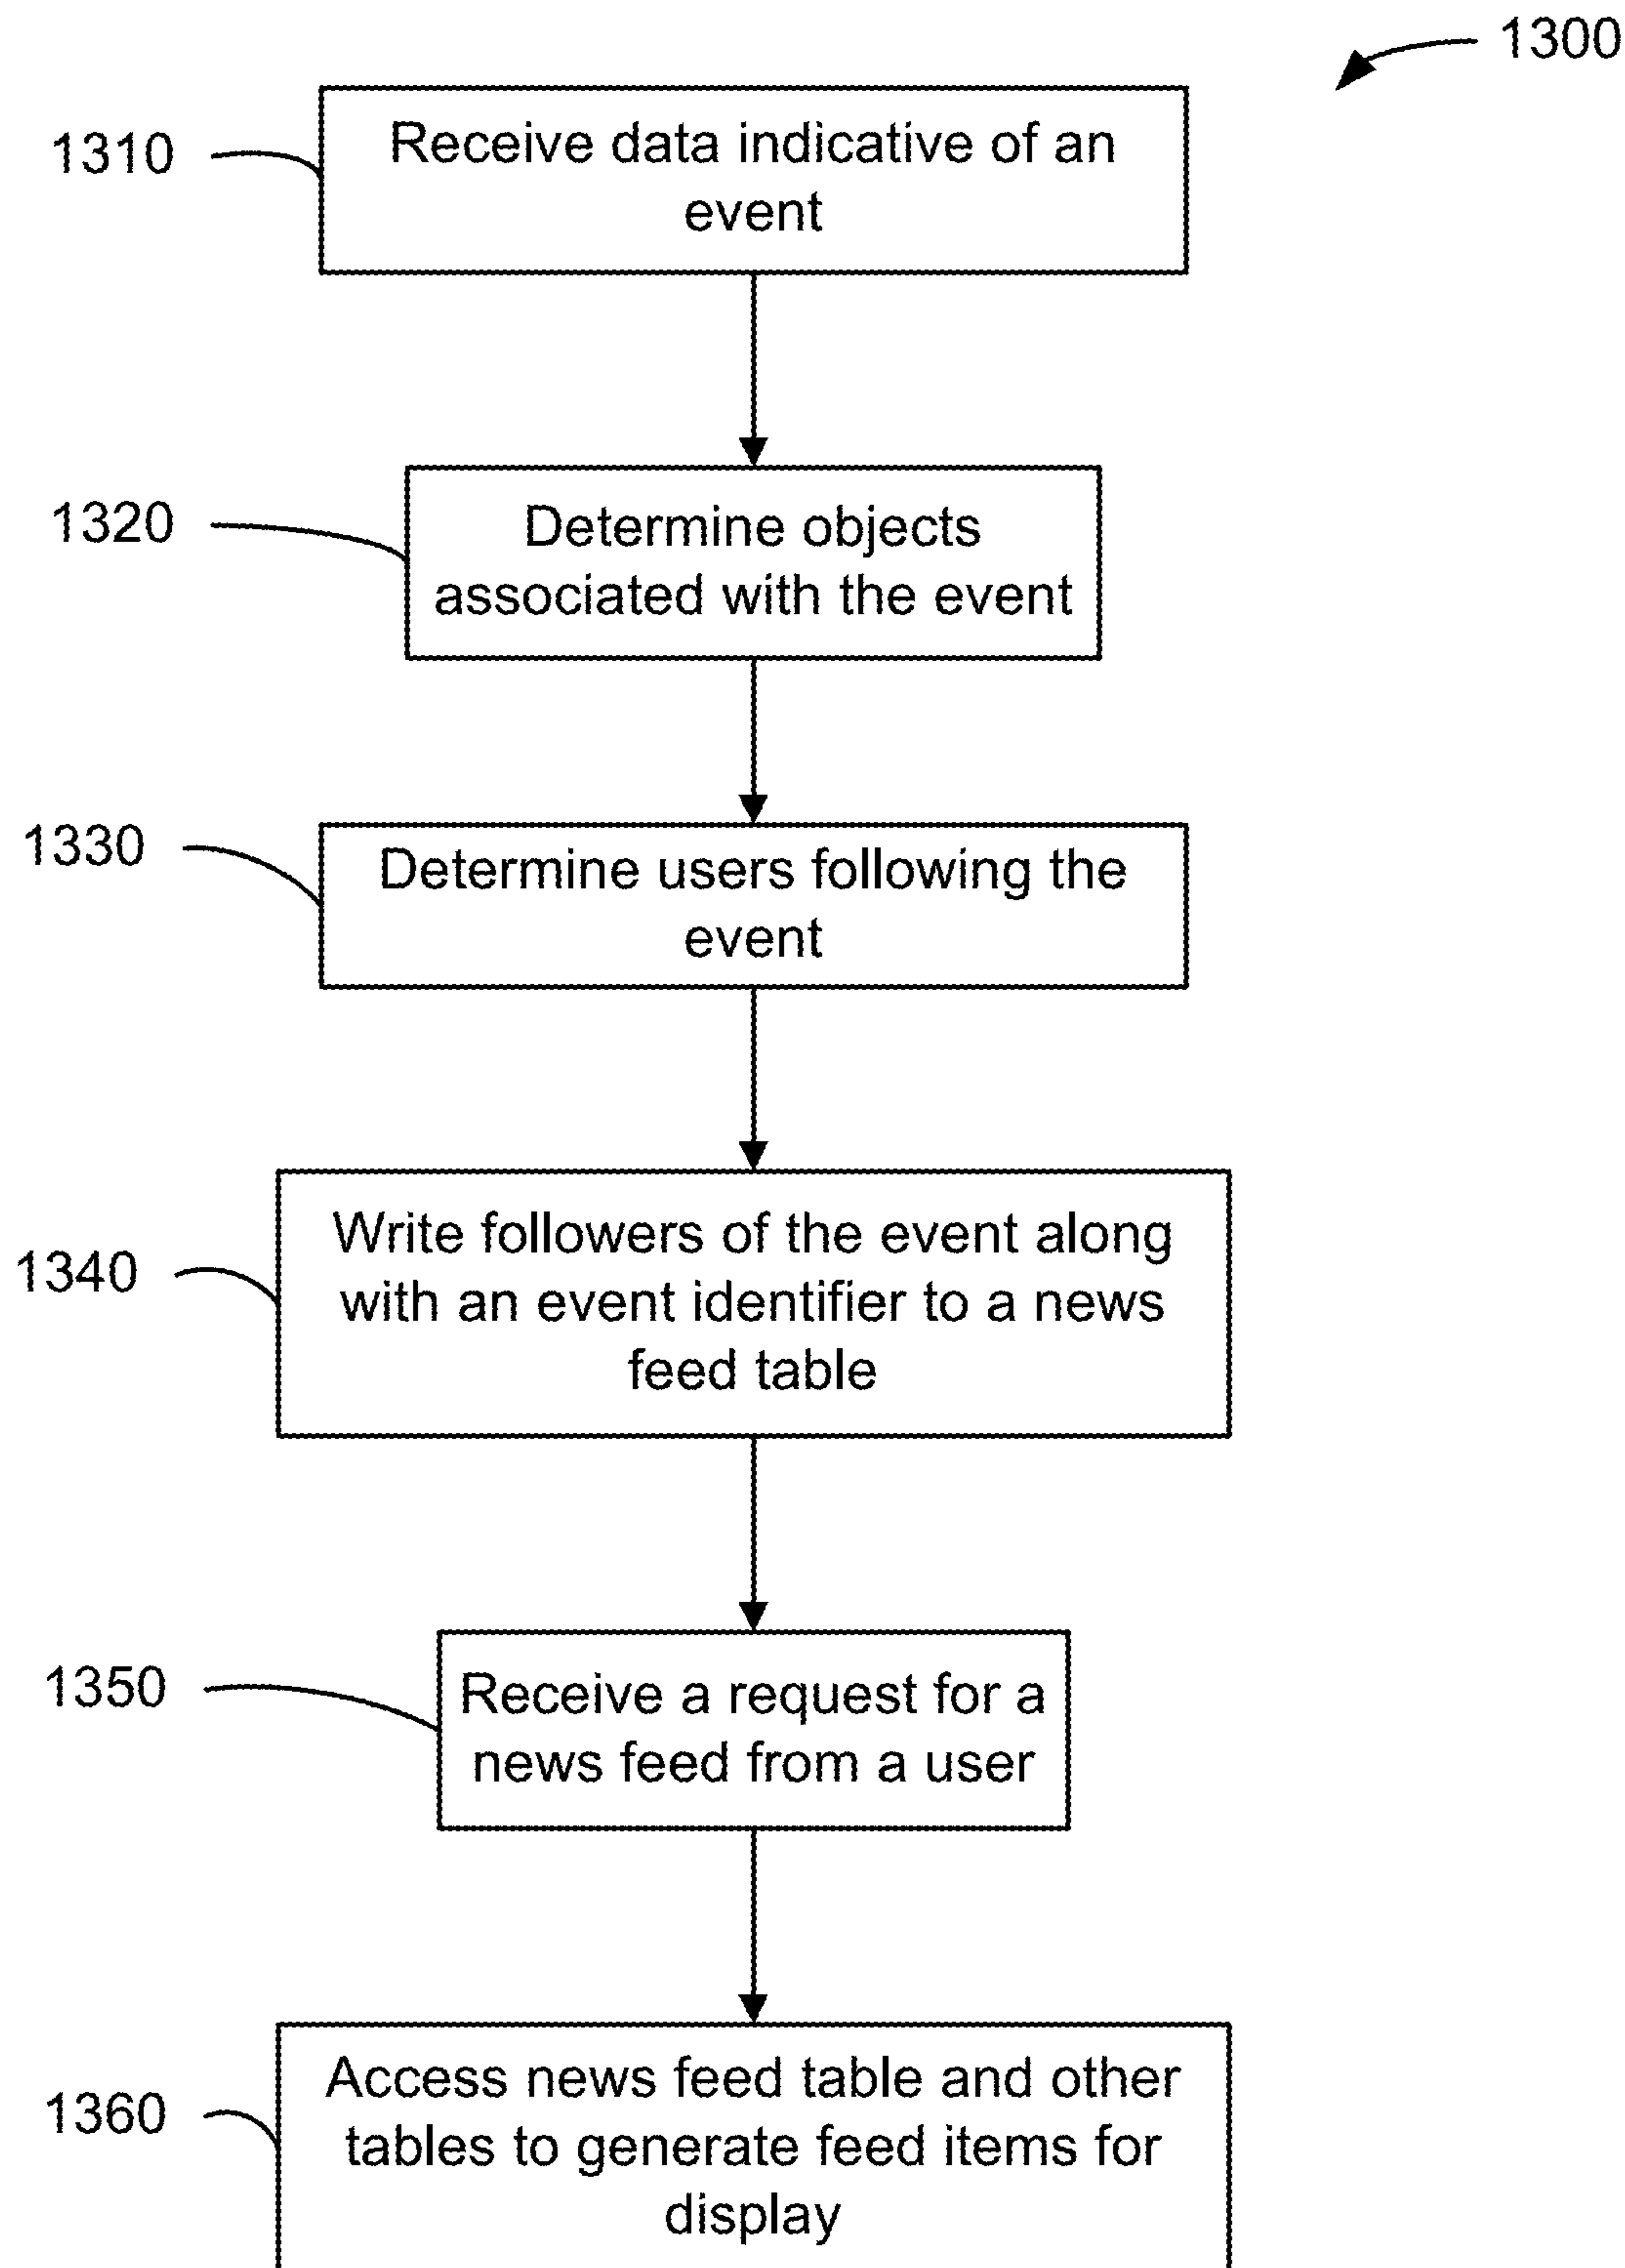 1300
1310
Receive data indicative of an
event
1320
Determine objects
associated with the event
1330
Determine users following the
event
1340
Write followers of the event along
with an event identifier to a news
feed table
1350
Receive a request for a
news feed from a user
1360
Access news feed table and other
tables to generate feed items for
display